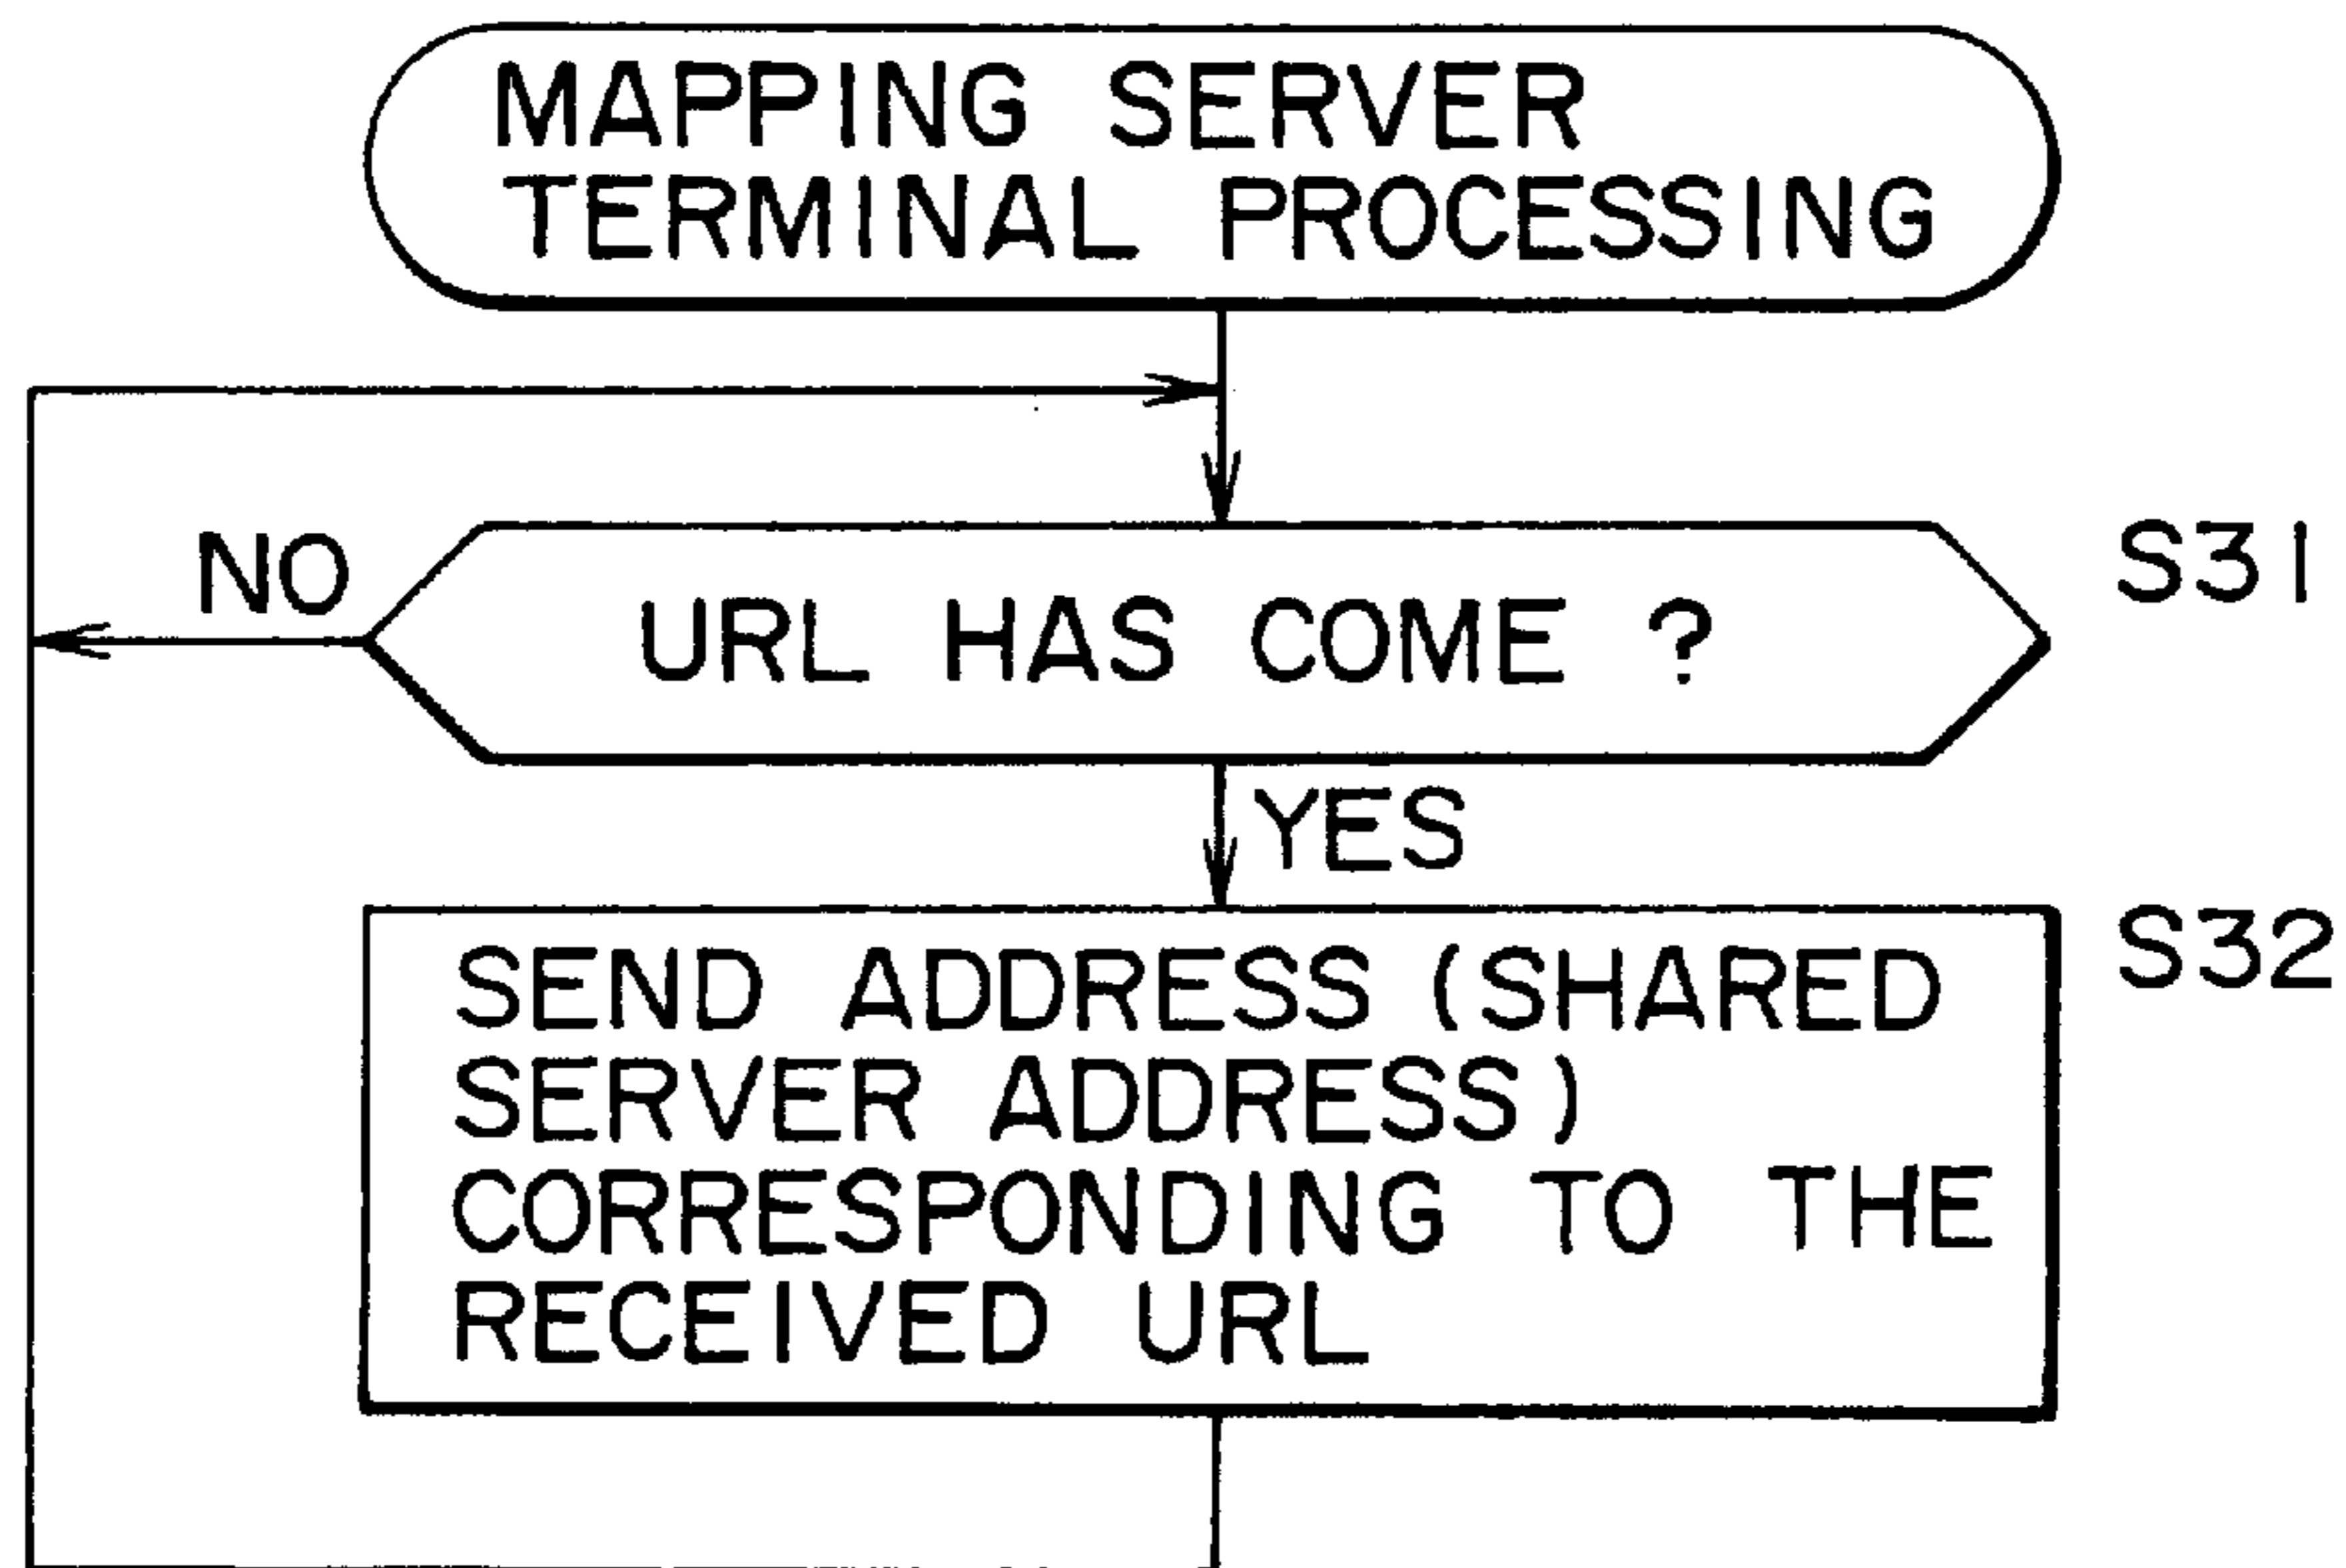 MAPPING SERVER
TERMINAL PROCESSING
NO
URL HAS COME ?
S31
YES
SEND ADDRESS (SHARED
S32
SERVER ADDRESS)
CORRESPONDING TO THE
RECEIVED URL